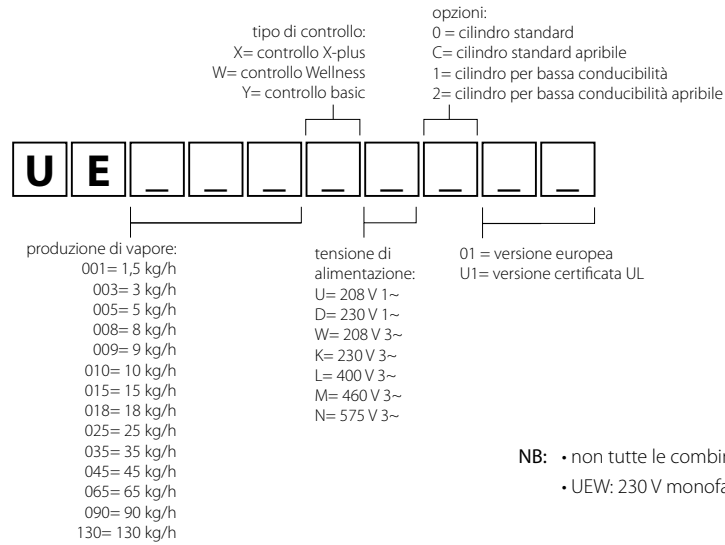 tipo di controllo:
X= controllo X-plus
W= controllo Wellness
Y= controllo basic
opzioni:
0 = cilindro standard
C= cilindro standard apribile
1= cilindro per bassa conducibilità
2= cilindro per bassa conducibilità apribile
U E _ _ _ _ _ _ _ _
produzione di vapore:
001= 1,5 kg/h
003= 3 kg/h
005= 5 kg/h
008= 8 kg/h
009= 9 kg/h
010= 10 kg/h
015= 15 kg/h
018= 18 kg/h
025= 25 kg/h
035= 35 kg/h
045= 45 kg/h
065= 65 kg/h
090= 90 kg/h
130= 130 kg/h
tensione di
alimentazione:
U= 208 V 1~
D= 230 V 1~
W= 208 V 3~
K= 230 V 3~
L= 400 V 3~
M= 460 V 3~
N= 575 V 3~
01 = versione europea
U1= versione certificata UL
NB: • non tutte le
• UEW: 230 V